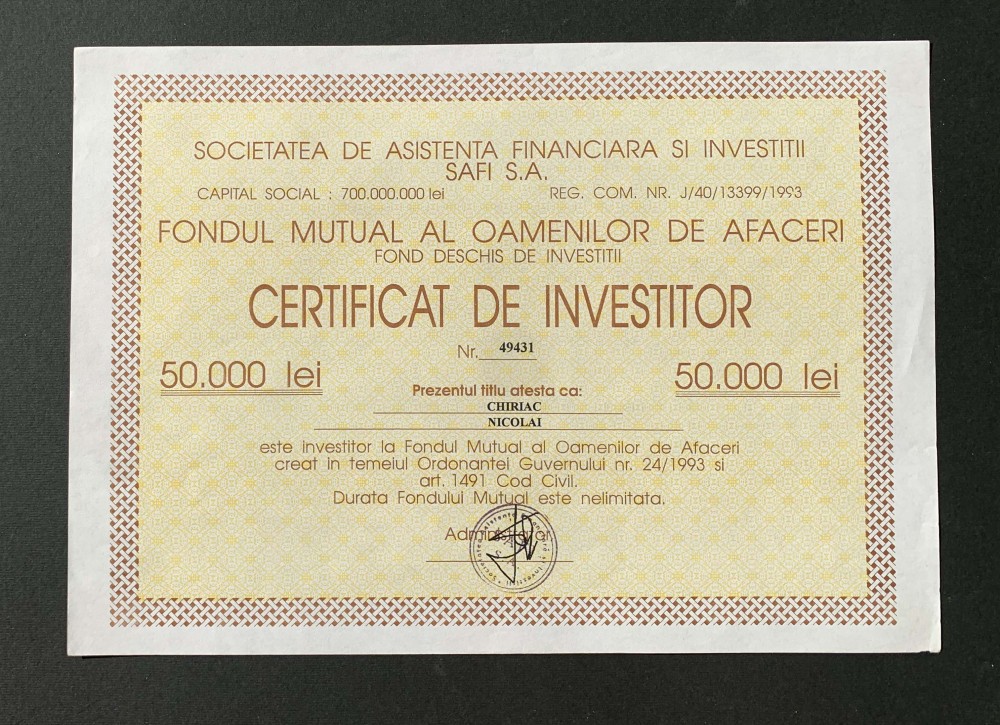 SOCIETATEA DE ASISTENTA FINANCIARA SI INVESTITII
SAFI S.A.
CAPITAL SOCIAL : 700.000.000 lei REG. COM. NR. J/40/13399/1993
FONDUL MUTUAL AL OAMENILOR DE AFACERI
FOND DESCHIS DE INVESTITII
CERTIFICAT DE INVESTITOR
Nr. 49431
50.000 lei 50.000 lei
Prezentul titlu atesta ca:
CHIRIAC
NICOLAI
este investitor la Fondul Mutual al Oamenilor de Afaceri
creat in temeiul Ordonantei Guvernului nr. 24/1993 si
art. 1491 Cod Civil.
Durata Fondului Mutual este nelimitata.
Administrator